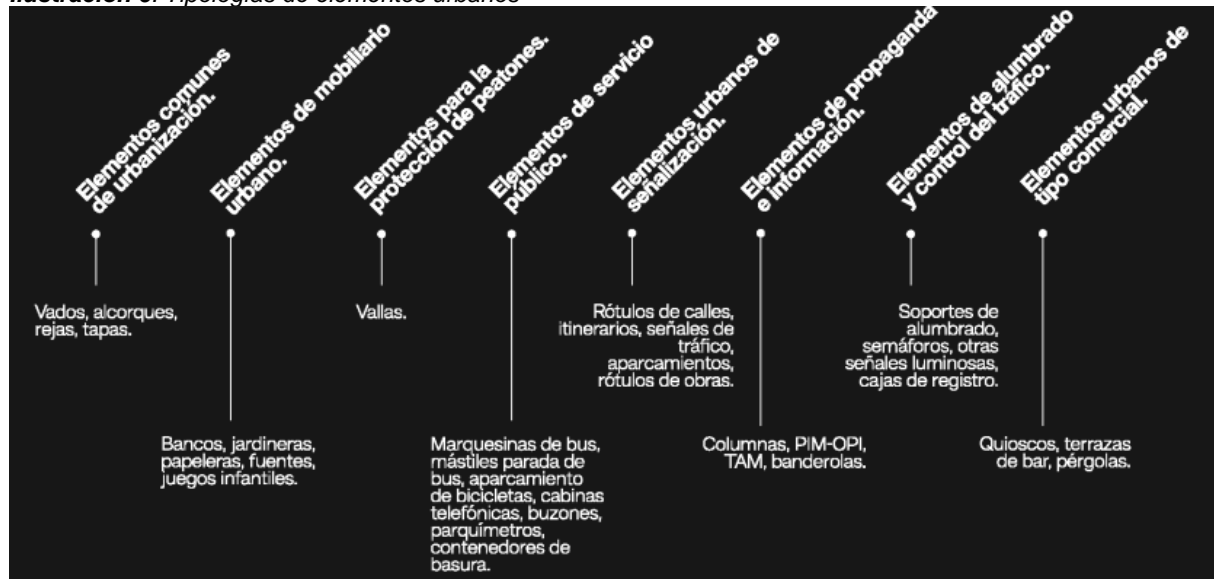 Ilustración 3. Tipologías de elementos urbanos
Elementos comunes
de urbanización.
Elementos de mobiliario
urbano.
Elementos para la
protección de peatones.
Elementos de servicio
público.
Elementos urbanos de
señalización.
Elementos de propaganda
e información.
Elementos de alumbrado
y control del tráfico.
Elementos urbanos de
tipo comercial.
Vados, alcorques,
rejas, tapas.
Bancos, jardineras,
papeleras, fuentes,
juegos infantiles.
Vallas.
Marquesinas de bus,
mástiles parada de
bus, aparcamiento
de bicicletas, cabinas
telefónicas, buzones,
parquímetros,
contenedores de
basura.
Rótulos de calles,
itinerarios, señales de
tráfico,
aparcamientos,
rótulos de obras.
Columnas, PIM-OPI,
TAM, banderolas.
Soportes de
alumbrado,
semáforos, otras
señales luminosas,
cajas de registro.
Quioscos, terrazas
de bar, pérgolas.